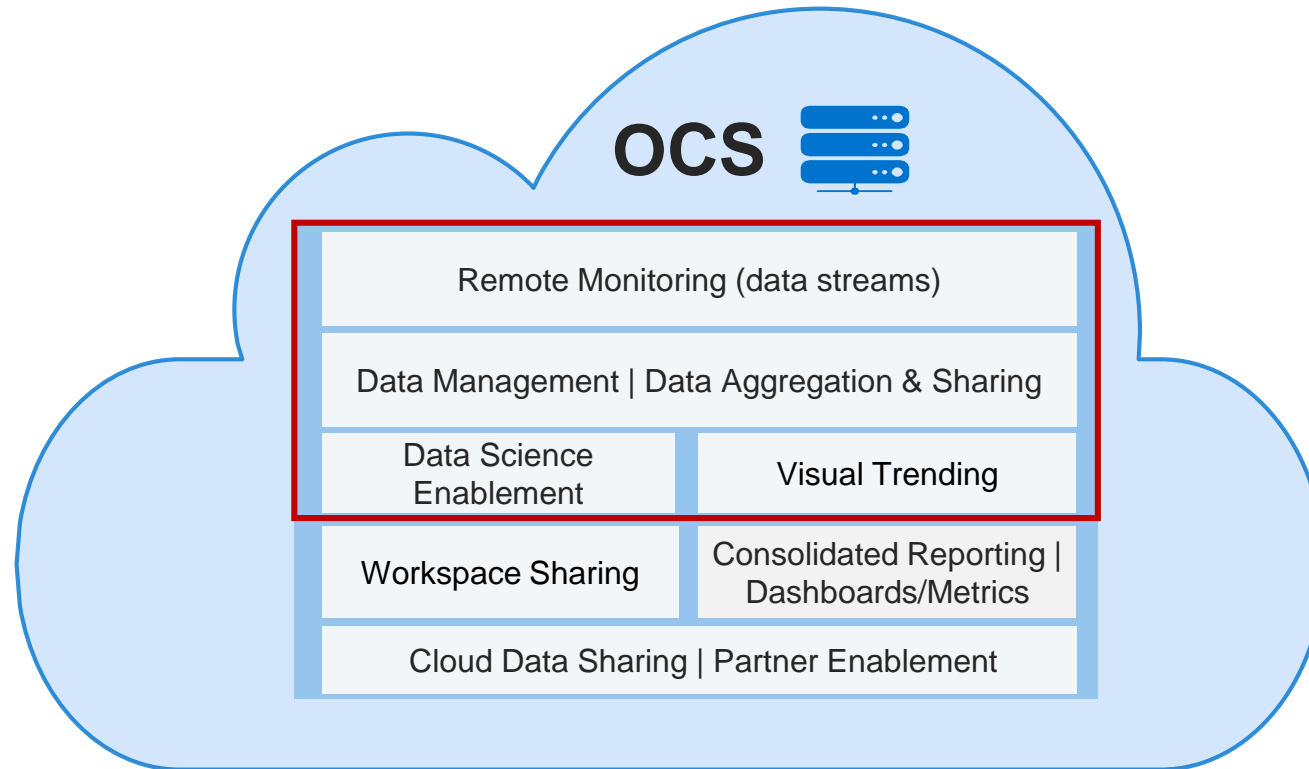 OCS
Remote Monitoring (data streams)
Data Management | Data Aggregation & Sharing
Data Science
Enablement
Visual Trending
Workspace Sharing
Consolidated Reporting |
Dashboards/Metrics
Cloud Data Sharing | Partner Enablement